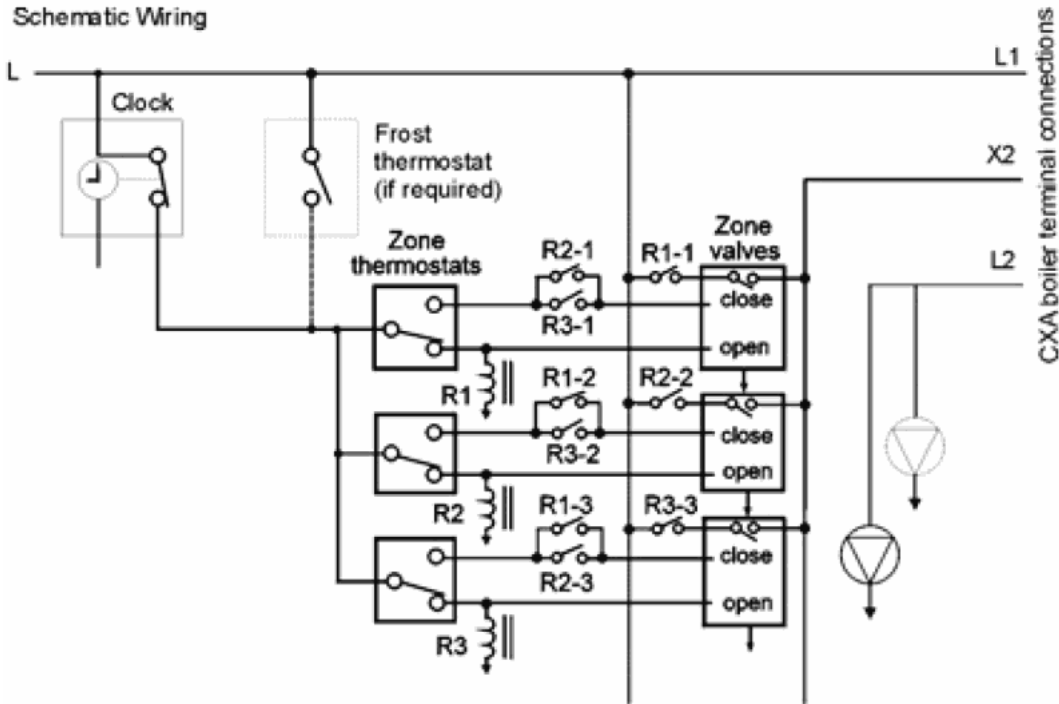 Schematic Wiring
L
L1
Clock
Frost
thermostat
(if required)
X2
Zone
thermostats
Zone
valves
L2
R2-1
R1-1
close
R3-1
open
R1
R1-2
R2-2
close
R3-2
open
R2
R1-3
R3-3
close
R2-3
open
R3
CXA boiler terminal connections